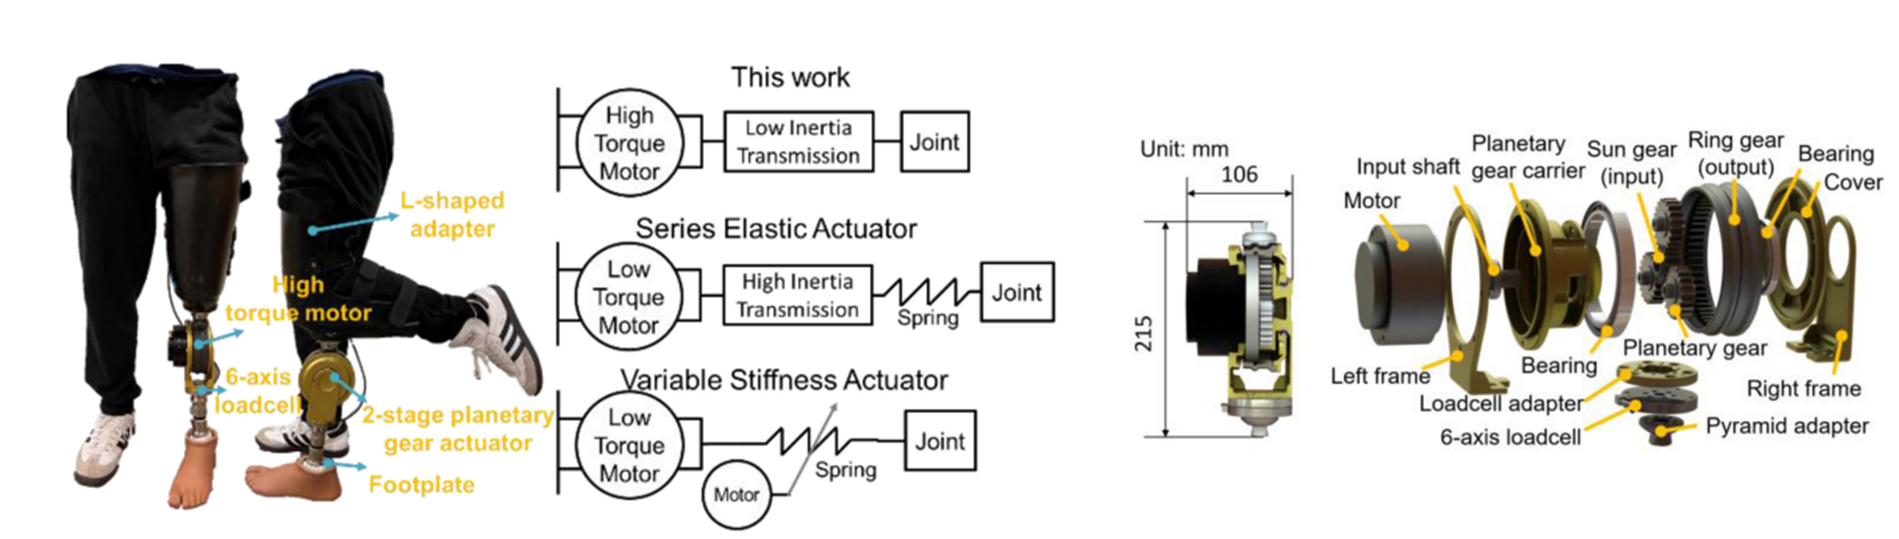 L-shaped
adapter
High
torque motor
6-axis
loadcell
2-stage planetary
gear actuator
Footplate
This work
High
Torque
Motor
Low Inertia
Transmission
Joint
Series Elastic Actuator
Low
Torque
Motor
High Inertia
Transmission
Spring
Joint
Variable Stiffness Actuator
Low
Torque
Motor
Spring
Joint
Motor
Unit: mm
106
215
Motor
Input shaft
Planetary
gear carrier
Sun gear
(input)
Ring gear
(output)
Bearing
Cover
Left frame
Bearing
Planetary gear
Right frame
Loadcell adapter
6-axis loadcell
Pyramid adapter